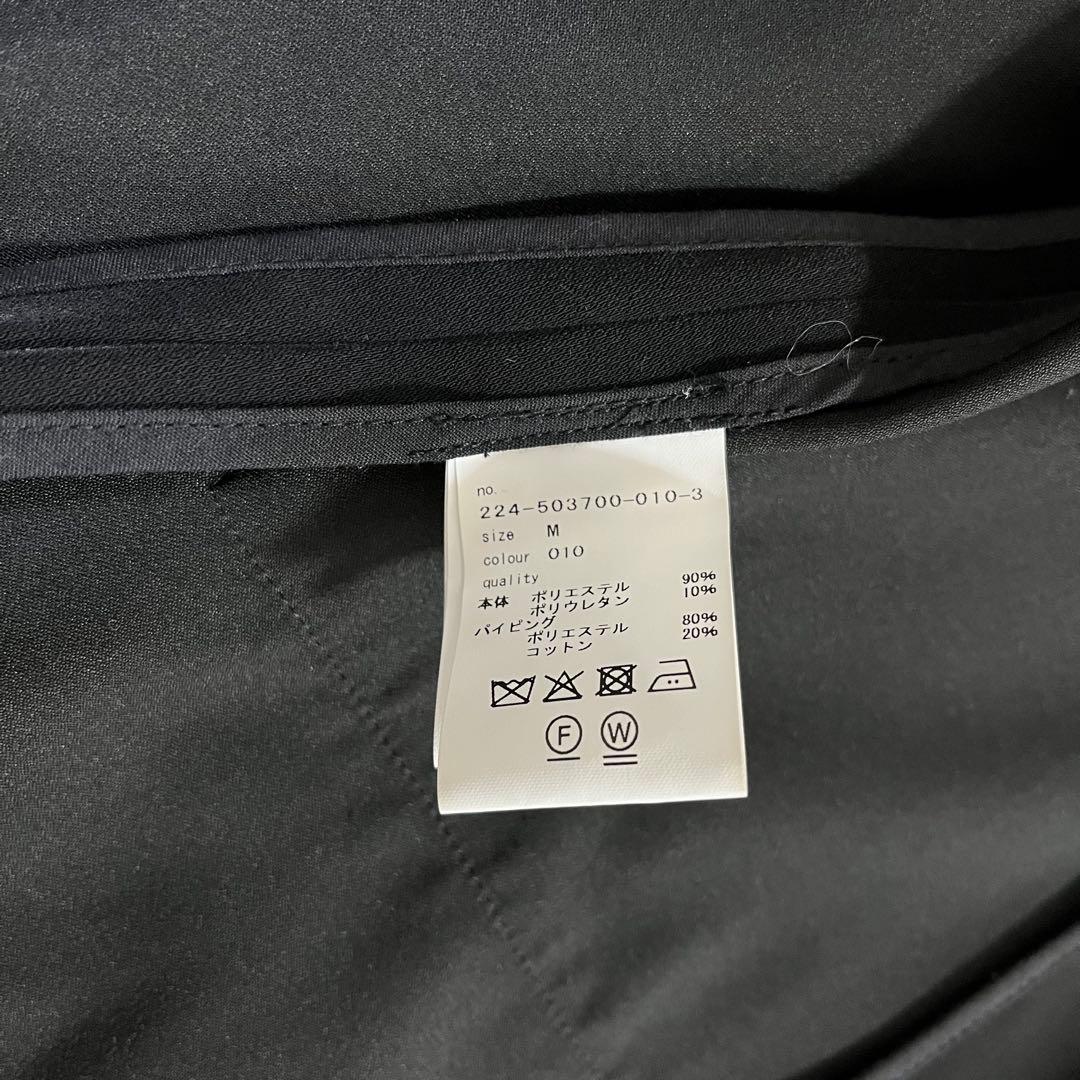 no.
224-503700-010-3
size M
colour 010
quality
本体 ポリエステル 90%
ポリウレタン 10%
パイピング
ポリエステル 80%
コットン 20%
F W